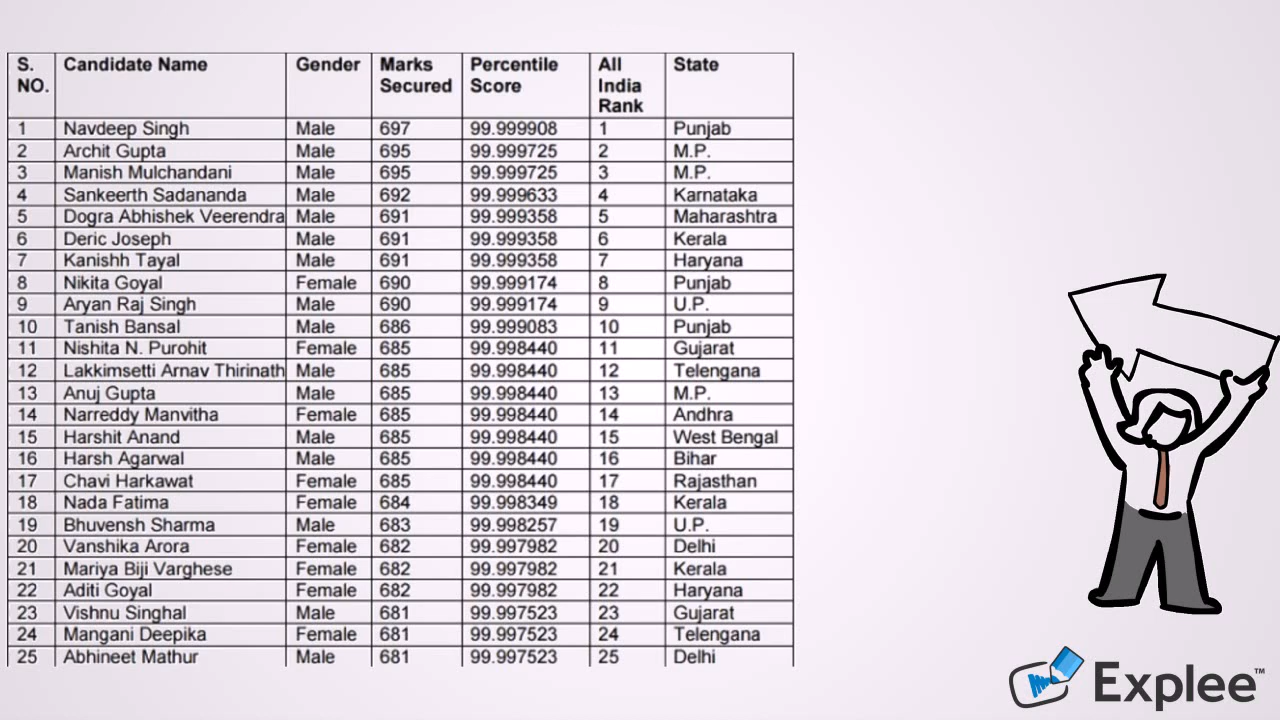 S. NO. Candidate Name Gender Marks Secured Percentile Score All India Rank State
1 Navdeep Singh Male 697 99.999908 1 Punjab
2 Archit Gupta Male 695 99.999725 2 M.P.
3 Manish Mulchandani Male 695 99.999725 3 M.P.
4 Sankeerth Sadananda Male 692 99.999633 4 Karnataka
5 Dogra Abhishek Veerendra Male 691 99.999358 5 Maharashtra
6 Deric Joseph Male 691 99.999358 6 Kerala
7 Kanishh Tayal Male 691 99.999358 7 Haryana
8 Nikita Goyal Female 690 99.999174 8 Punjab
9 Aryan Raj Singh Male 690 99.999174 9 U.P.
10 Tanish Bansal Male 686 99.999083 10 Punjab
11 Nishita N. Purohit Female 685 99.998440 11 Gujarat
12 Lakkimsetti Arnav Thirinath Male 685 99.998440 12 Telengana
13 Anuj Gupta Male 685 99.998440 13 M.P.
14 Narreddy Manvitha Female 685 99.998440 14 Andhra
15 Harshit Anand Male 685 99.998440 15 West Bengal
16 Harsh Agarwal Male 685 99.998440 16 Bihar
17 Chavi Harkawat Female 685 99.998440 17 Rajasthan
18 Nada Fatima Female 684 99.998349 18 Kerala
19 Bhuvensh Sharma Male 683 99.998257 19 U.P.
20 Vanshika Arora Female 682 99.997982 20 Delhi
21 Mariya Biji Varghese Female 682 99.997982 21 Kerala
22 Aditi Goyal Female 682 99.997982 22 Haryana
23 Vishnu Singhal Male 681 99.997523 23 Gujarat
24 Mangani Deepika Female 681 99.997523 24 Telengana
25 Abhineet Mathur Male 681 99.997523 25 Delhi
Explee™